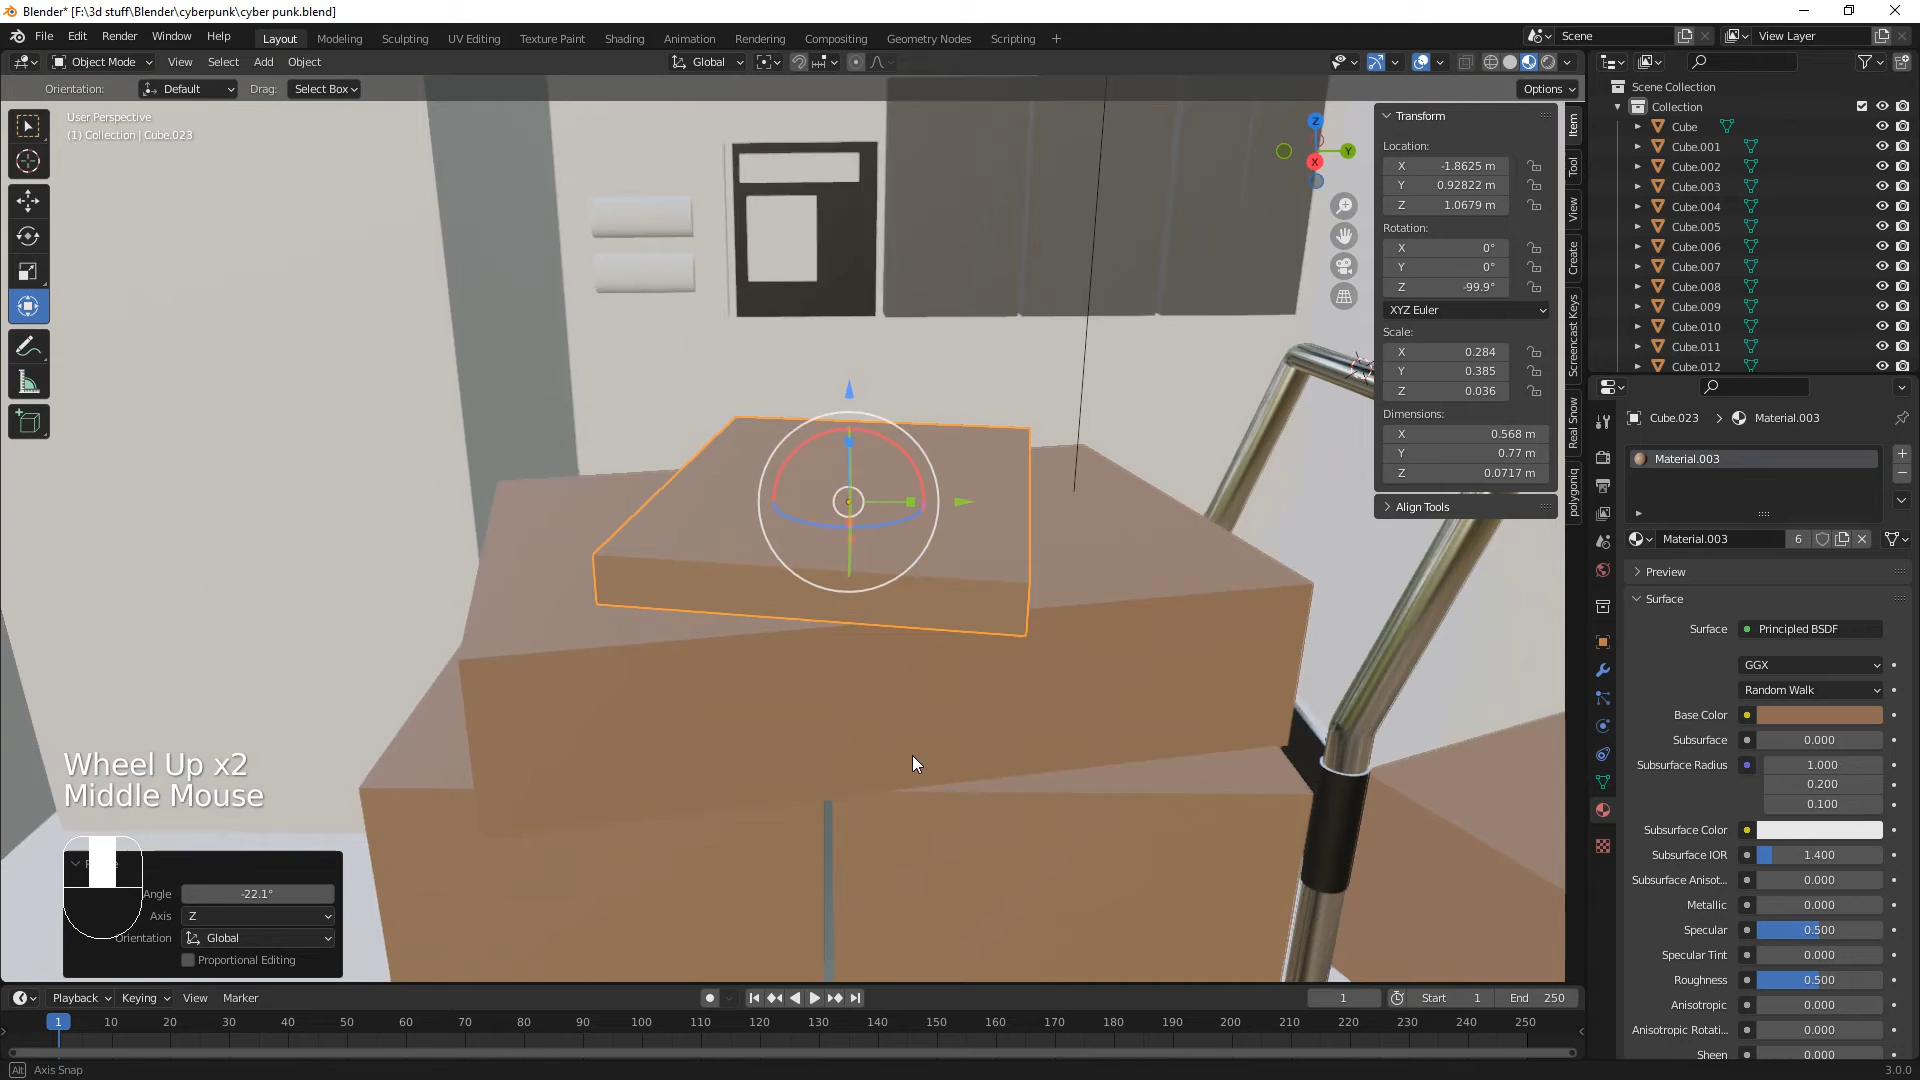 Blender* [F:\3d stuff\Blender\cyberpunk\cyber punk.blend]
File Edit Render Window Help Layout Modeling Sculpting UV Editing Texture Paint Shading Animation Rendering Compositing Geometry Nodes Scripting + Scene View Layer
Object Mode View Select Add Object Global
Orientation: Default Drag: Select Box Options
User Perspective
(1) Collection | Cube.023
Transform
Location:
X -1.8625 m
Y 0.92822 m
Z 1.0679 m
Rotation:
X 0°
Y 0°
Z -99.9°
XYZ Euler
Scale:
X 0.284
Y 0.385
Z 0.036
Dimensions:
X 0.568 m
Y 0.77 m
Z 0.0717 m
Align Tools
Item
Tool
View
Create
Screencast Keys
Real Snow
polygoniq
Z
Y
X
Scene Collection
Collection
Cube
Cube.001
Cube.002
Cube.003
Cube.004
Cube.005
Cube.006
Cube.007
Cube.008
Cube.009
Cube.010
Cube.011
Cube.012
Cube.023 > Material.003
Material.003
Material.003 6
Preview
Surface
Surface Principled BSDF
GGX
Random Walk
Base Color
Subsurface 0.000
Subsurface Radius 1.000
0.200
0.100
Subsurface Color
Subsurface IOR 1.400
Subsurface Anisot... 0.000
Metallic 0.000
Specular 0.500
Specular Tint 0.000
Roughness 0.500
Anisotropic 0.000
Anisotropic Rotati... 0.000
Sheen 0.000
Wheel Up x2
Middle Mouse
Angle -22.1°
Axis Z
Orientation Global
Proportional Editing
Playback Keying View Marker 1 Start 1 End 250
1 10 20 30 40 50 60 70 80 90 100 110 120 130 140 150 160 170 180 190 200 210 220 230 240 250
Alt Axis Snap 3.0.0